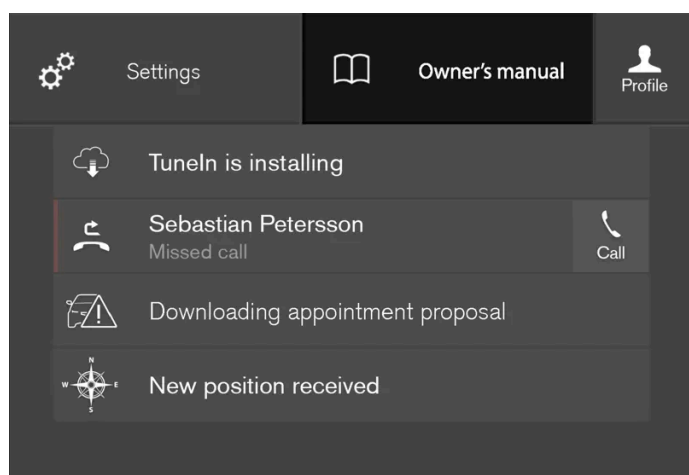 Settings
Owner's manual
Profile
TuneIn is installing
Sebastian Petersson
Missed call
Call
Downloading appointment proposal
N
W E
S
New position received